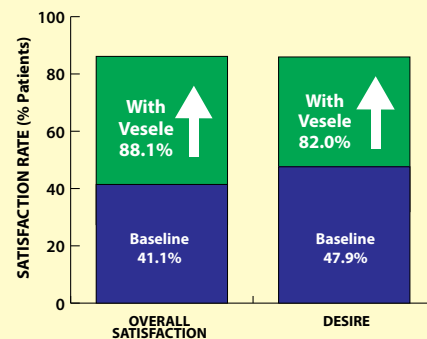 SATISFACTION RATE (% Patients)
100
80
60
40
20
0
With
Vesele
88.1%
Baseline
41.1%
With
Vesele
82.0%
Baseline
47.9%
OVERALL
SATISFACTION
DESIRE